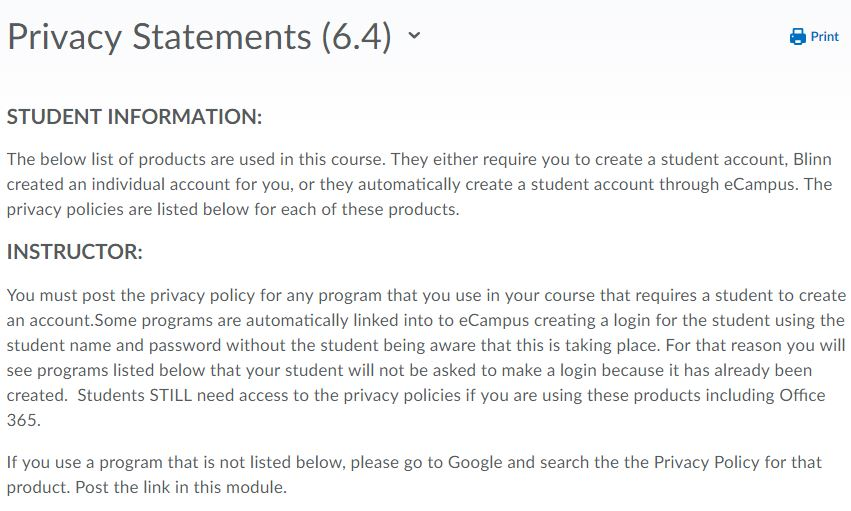 Privacy Statements (6.4)
Print
STUDENT INFORMATION:
The below list of products are used in this course. They either require you to create a student account, Blinn
created an individual account for you, or they automatically create a student account through eCampus. The
privacy policies are listed below for each of these products.
INSTRUCTOR:
You must post the privacy policy for any program that you use in your course that requires a student to create
an account.Some programs are automatically linked into to eCampus creating a login for the student using the
student name and password without the student being aware that this is taking place. For that reason you will
see programs listed below that your student will not be asked to make a login because it has already been
created.  Students STILL need access to the privacy policies if you are using these products including Office
365.
If you use a program that is not listed below, please go to Google and search the the Privacy Policy for that
product. Post the link in this module.